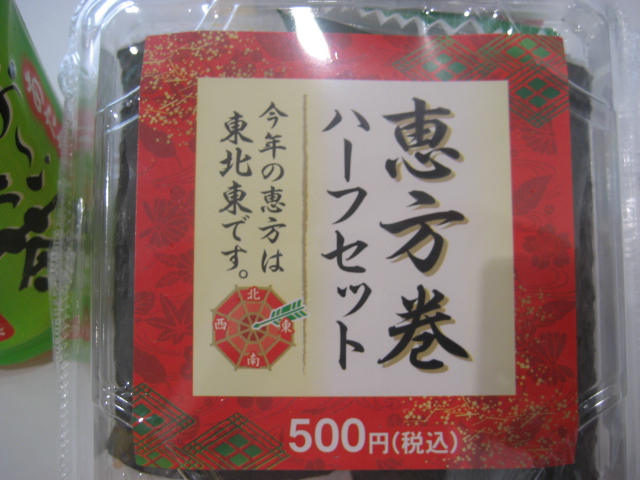 恵方巻
ハーフセット
今年の恵方は
東北東です。
北
西
東
南
500円(税込)